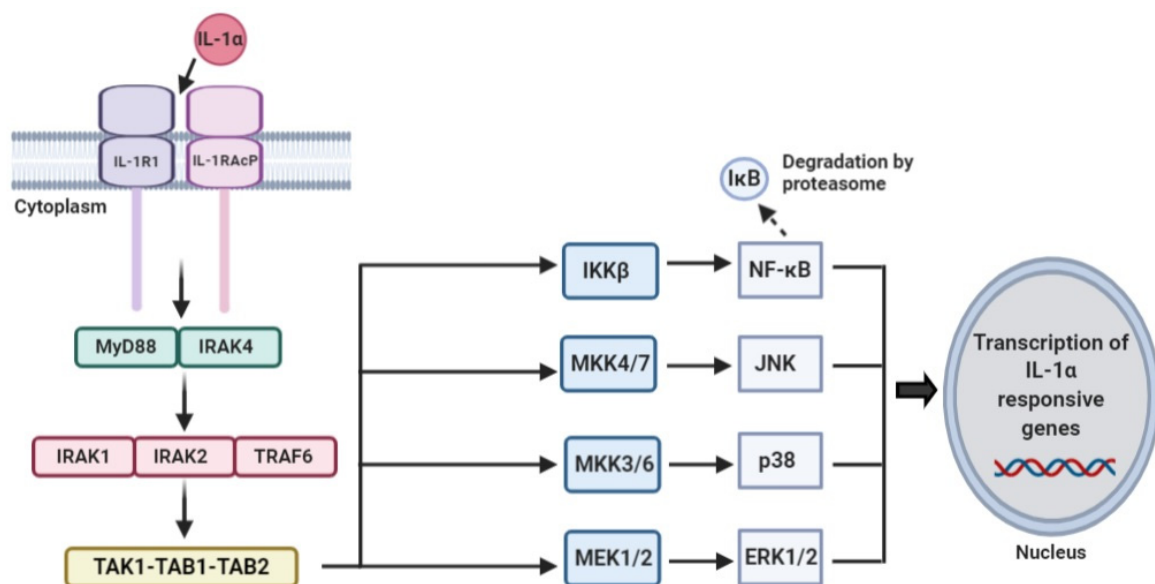 IL-1α
IL-1R1
IL-1RAcP
Cytoplasm
MyD88
IRAK4
IRAK1
IRAK2
TRAF6
TAK1-TAB1-TAB2
IKKβ
MKK4/7
MKK3/6
MEK1/2
IκB
Degradation by
proteasome
NF-κB
JNK
p38
ERK1/2
Transcription of
IL-1α
responsive
genes
Nucleus